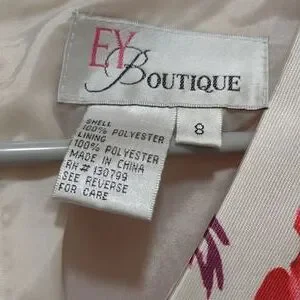 EY
BOUTIQUE
8
SHELL
100% POLYESTER
LINING
100% POLYESTER
MADE IN CHINA
RN# 130799
SEE REVERSE
FOR CARE